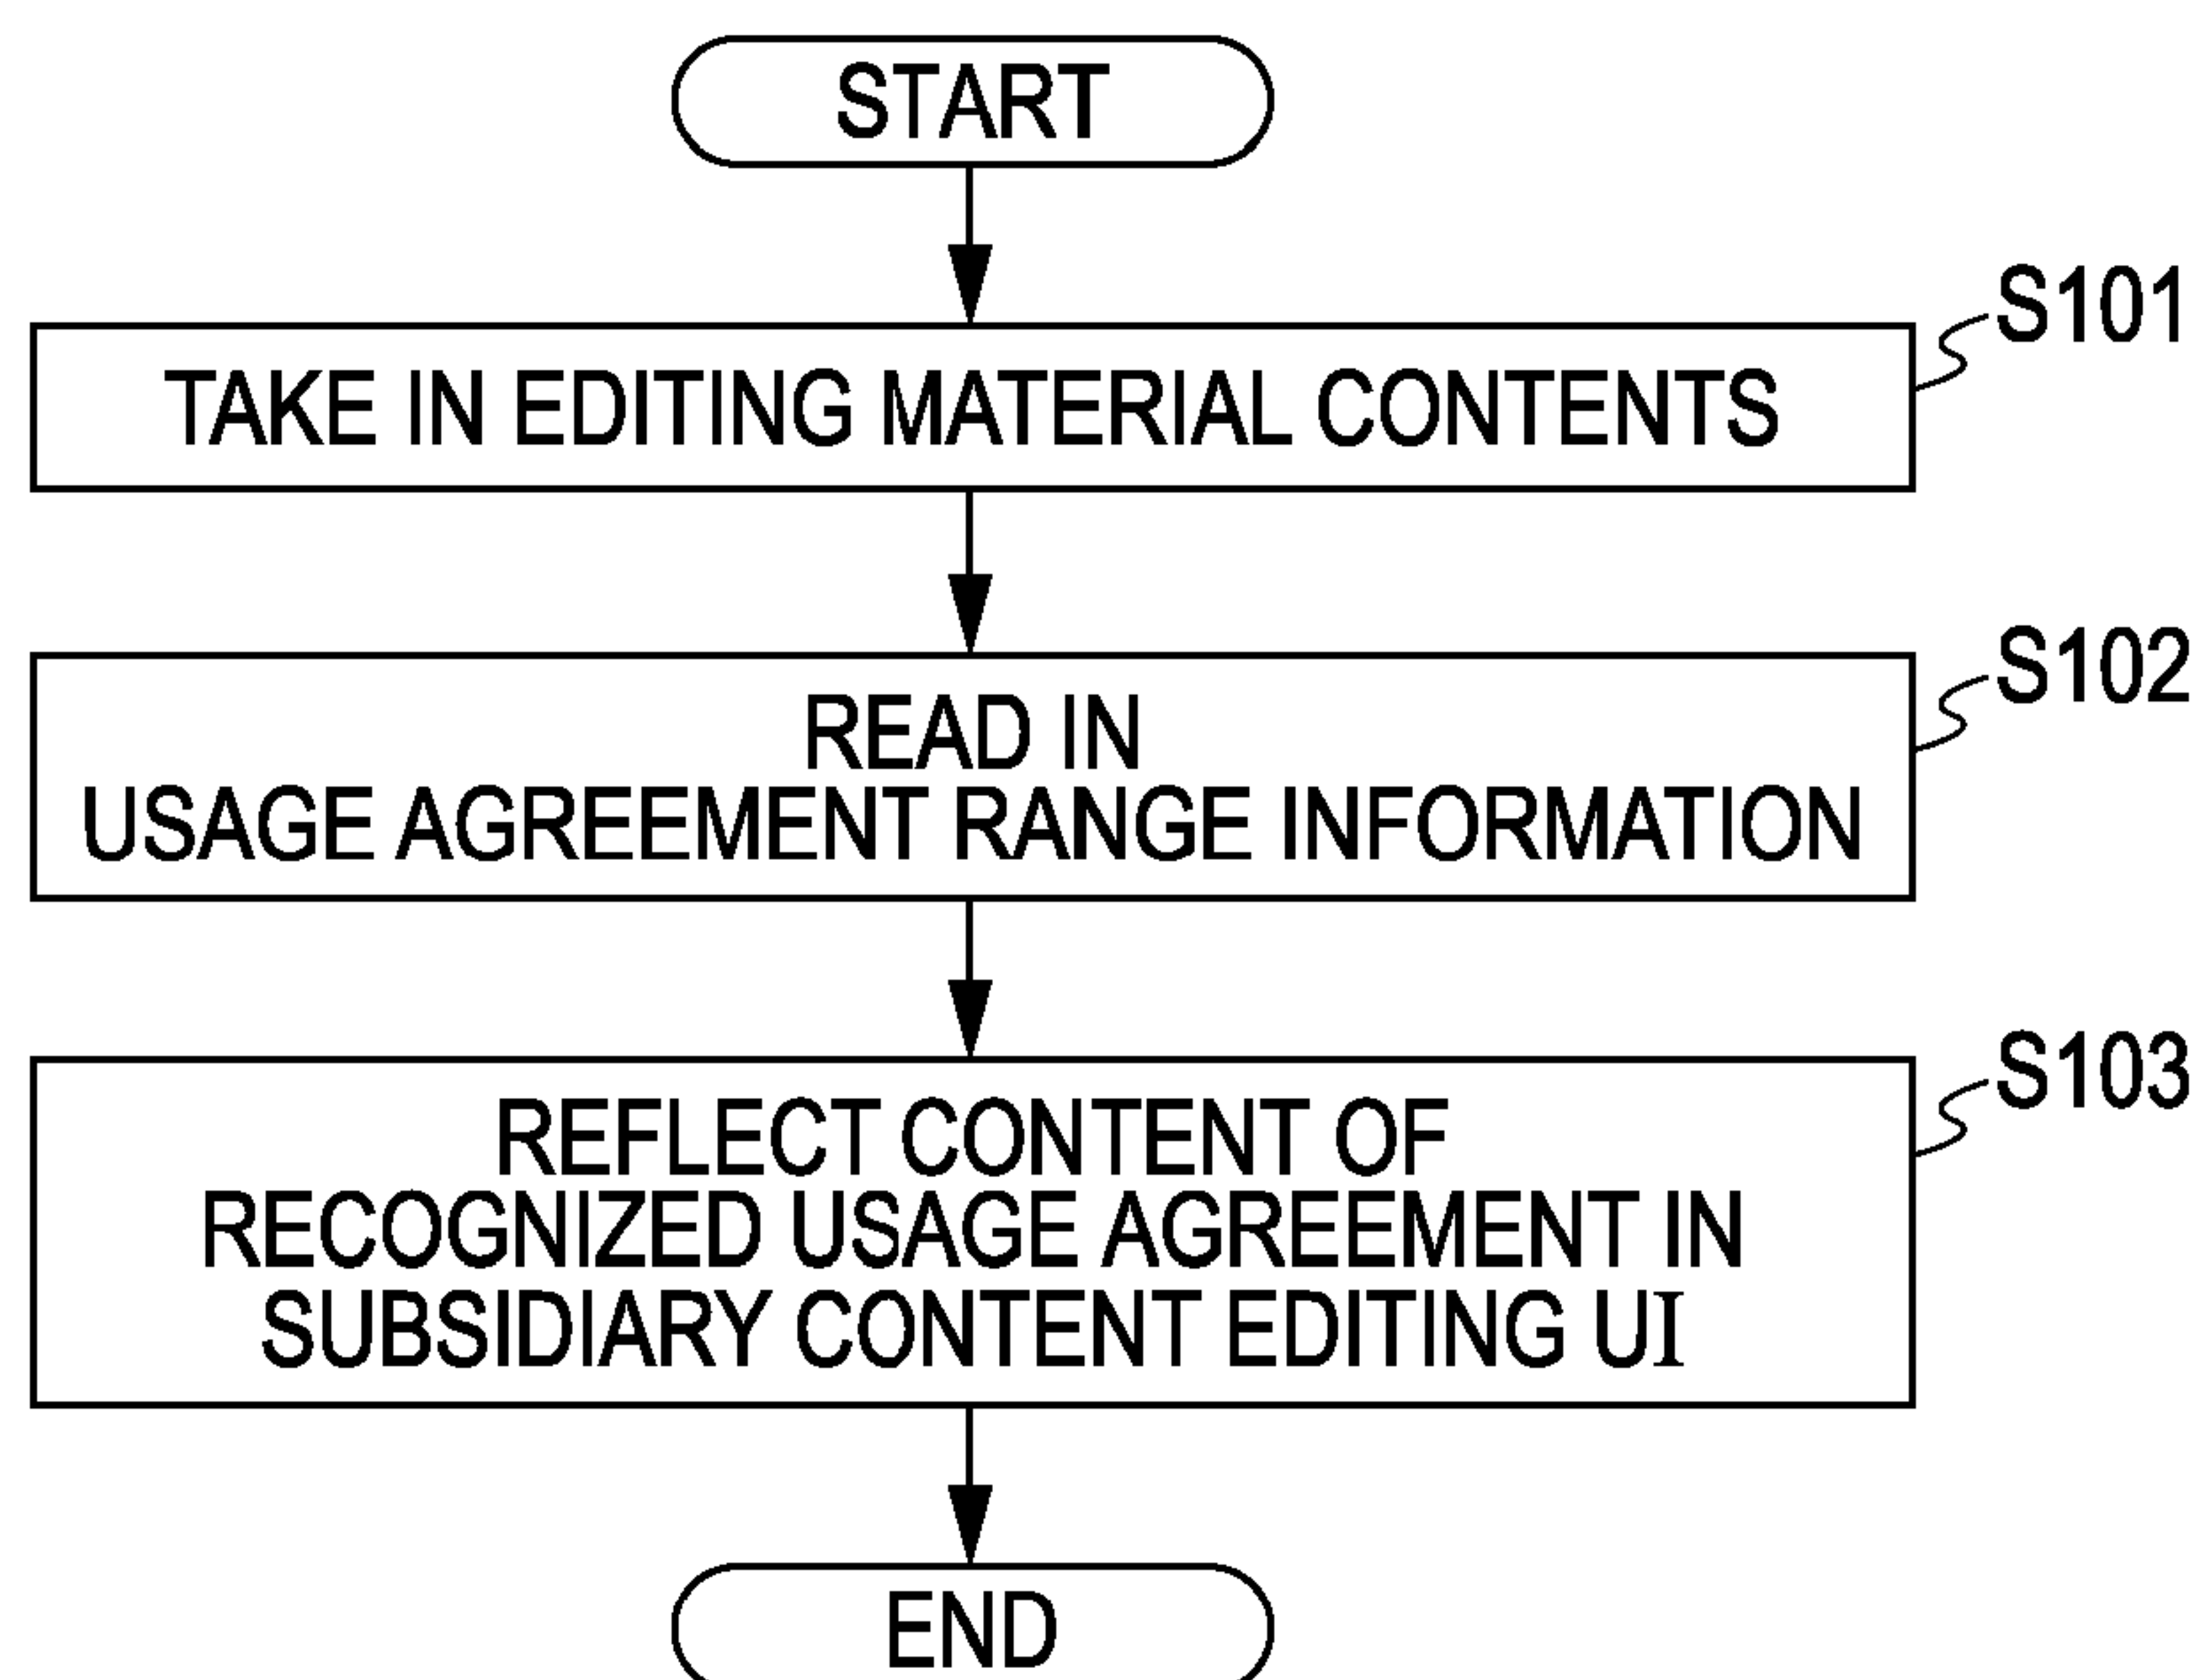 START
S101
TAKE IN EDITING MATERIAL CONTENTS
S102
READ IN
USAGE AGREEMENT RANGE INFORMATION
S103
REFLECT CONTENT OF
RECOGNIZED USAGE AGREEMENT IN
SUBSIDIARY CONTENT EDITING UI
END